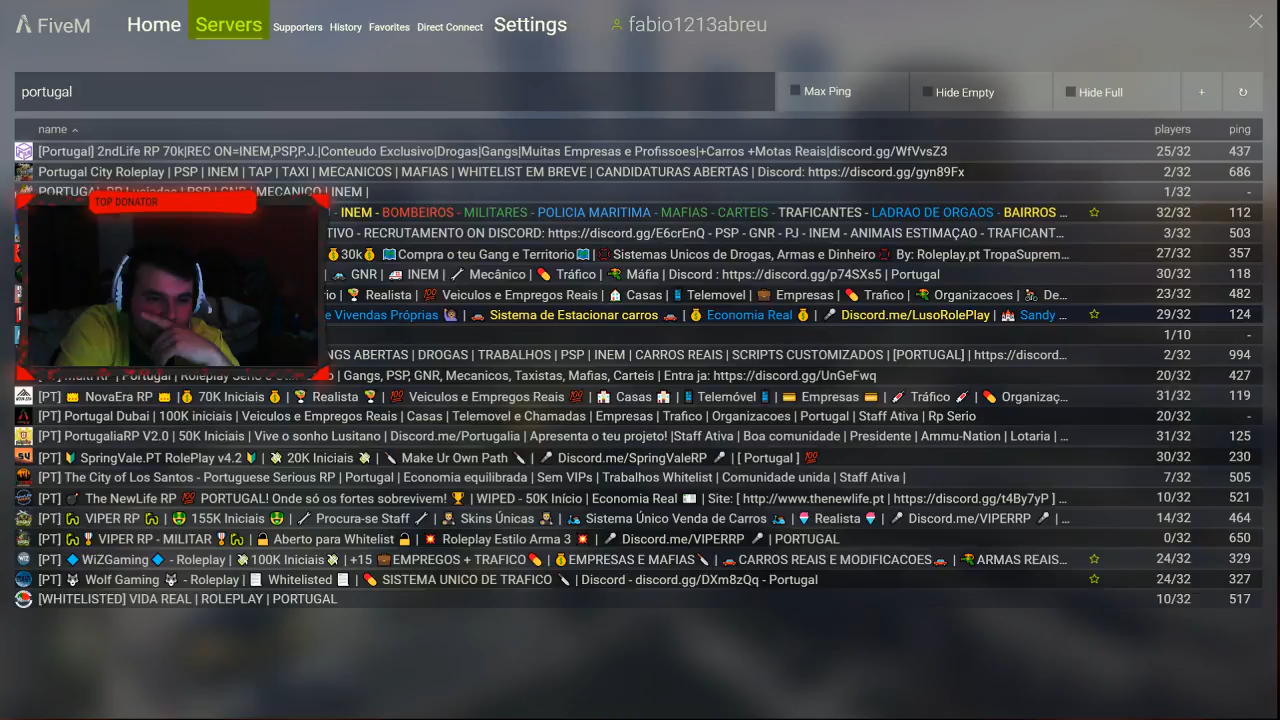 FiveM Home Servers Supporters History Favorites Direct Connect Settings fabio1213abreu
portugal Max Ping Hide Empty Hide Full +
name players ping
[Portugal] 2ndLife RP 70k|REC ON=INEM,PSP,P.J.|Conteudo Exclusivo|Drogas|Gangs|Muitas Empresas e Profissoes|+Carros +Motas Reais|discord.gg/WfVvsZ3 25/32 437
Portugal City Roleplay | PSP | INEM | TAP | TAXI | MECANICOS | MAFIAS | WHITELIST EM BREVE | CANDIDATURAS ABERTAS | Discord: https://discord.gg/gyn89Fx 2/32 686
PORTUGAL RP Lusiadas | PSP | GNR | MECANICO | INEM | 1/32 -
TOP DONATOR
- INEM - BOMBEIROS - MILITARES - POLICIA MARITIMA - MAFIAS - CARTEIS - TRAFICANTES - LADRAO DE ORGAOS - BAIRROS ... 32/32 112
TIVO - RECRUTAMENTO ON DISCORD: https://discord.gg/E6crEnQ - PSP - GNR - PJ - INEM - ANIMAIS ESTIMAÇAO - TRAFICANT... 3/32 503
30k Compra o teu Gang e Territorio | Sistemas Unicos de Drogas, Armas e Dinheiro By: Roleplay.pt TropaSuprem... 27/32 357
| GNR | INEM | Mecânico | Tráfico | Máfia | Discord : https://discord.gg/p74SXs5 | Portugal 30/32 118
| Realista | Veiculos e Empregos Reais | Casas | Telemovel | Empresas | Trafico | Organizacoes | De... 23/32 482
e Vivendas Próprias | Sistema de Estacionar carros | Economia Real | Discord.me/LusoRolePlay | Sandy ... 29/32 124
1/10 -
NGS ABERTAS | DROGAS | TRABALHOS | PSP | INEM | CARROS REAIS | SCRIPTS CUSTOMIZADOS | [PORTUGAL] | https://discord... 2/32 994
| Gangs, PSP, GNR, Mecanicos, Taxistas, Mafias, Carteis | Entra ja: https://discord.gg/UnGeFwq 20/32 427
[PT] NovaEra RP | 70K Iniciais | Realista | Veiculos e Empregos Reais | Casas | Telemóvel | Empresas | Tráfico | Organizaç... 31/32 119
[PT] Portugal Dubai | 100K iniciais | Veiculos e Empregos Reais | Casas | Telemovel e Chamadas | Empresas | Trafico | Organizacoes | Portugal | Staff Ativa | Rp Serio 20/32 -
[PT] PortugaliaRP V2.0 | 50K Iniciais | Vive o sonho Lusitano | Discord.me/Portugalia | Apresenta o teu projeto! |Staff Ativa | Boa comunidade | Presidente | Ammu-Nation | Lotaria | ... 31/32 125
[PT] SpringVale.PT RolePlay v4.2 | 20K Iniciais | Make Ur Own Path | Discord.me/SpringValeRP | [ Portugal ] 30/32 230
[PT] The City of Los Santos - Portuguese Serious RP | Portugal | Economia equilibrada | Sem VIPs | Trabalhos Whitelist | Comunidade unida | Staff Ativa | 7/32 505
[PT] The NewLife RP PORTUGAL! Onde só os fortes sobrevivem! | WIPED - 50K Início | Economia Real | Site: [ http://www.thenewlife.pt | https://discord.gg/t4By7yP ] ... 10/32 521
[PT] VIPER RP | 155K Iniciais | Procura-se Staff | Skins Únicas | Sistema Único Venda de Carros | Realista | Discord.me/VIPERRP | ... 14/32 464
[PT] VIPER RP - MILITAR | Aberto para Whitelist | Roleplay Estilo Arma 3 | Discord.me/VIPERRP | PORTUGAL 0/32 650
[PT] WiZGaming - Roleplay | 100K Iniciais | +15 EMPREGOS + TRAFICO | EMPRESAS E MAFIAS | CARROS REAIS E MODIFICACOES | ARMAS REAIS... 24/32 329
[PT] Wolf Gaming - Roleplay | Whitelisted | SISTEMA UNICO DE TRAFICO | Discord - discord.gg/DXm8zQq - Portugal 24/32 327
[WHITELISTED] VIDA REAL | ROLEPLAY | PORTUGAL 10/32 517